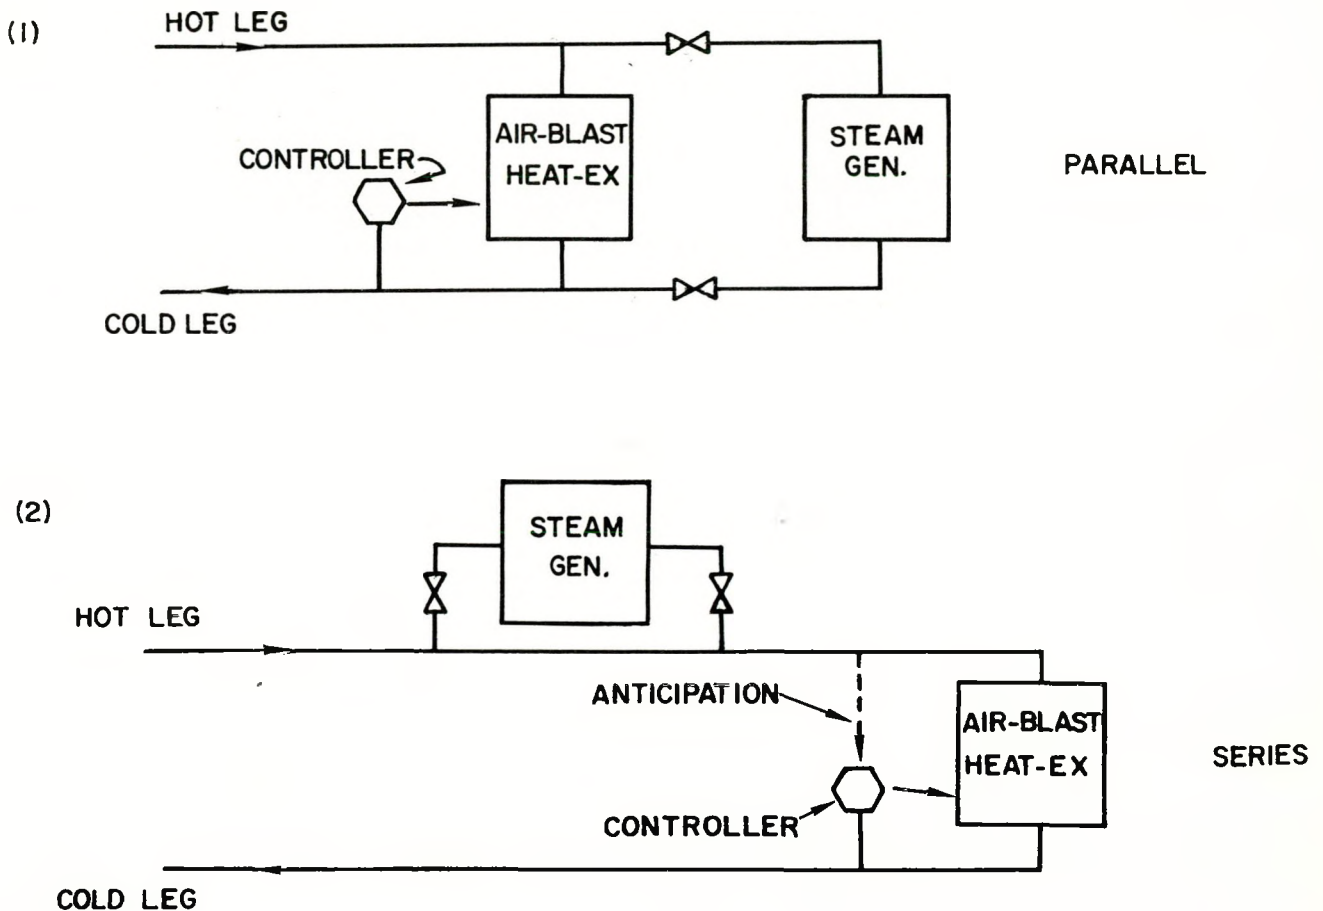 (1)
HOT LEG
AIR-BLAST
HEAT-EX
CONTROLLER
STEAM
GEN.
PARALLEL
COLD LEG
(2)
STEAM
GEN.
HOT LEG
ANTICIPATION
AIR-BLAST
HEAT-EX
SERIES
CONTROLLER
COLD LEG